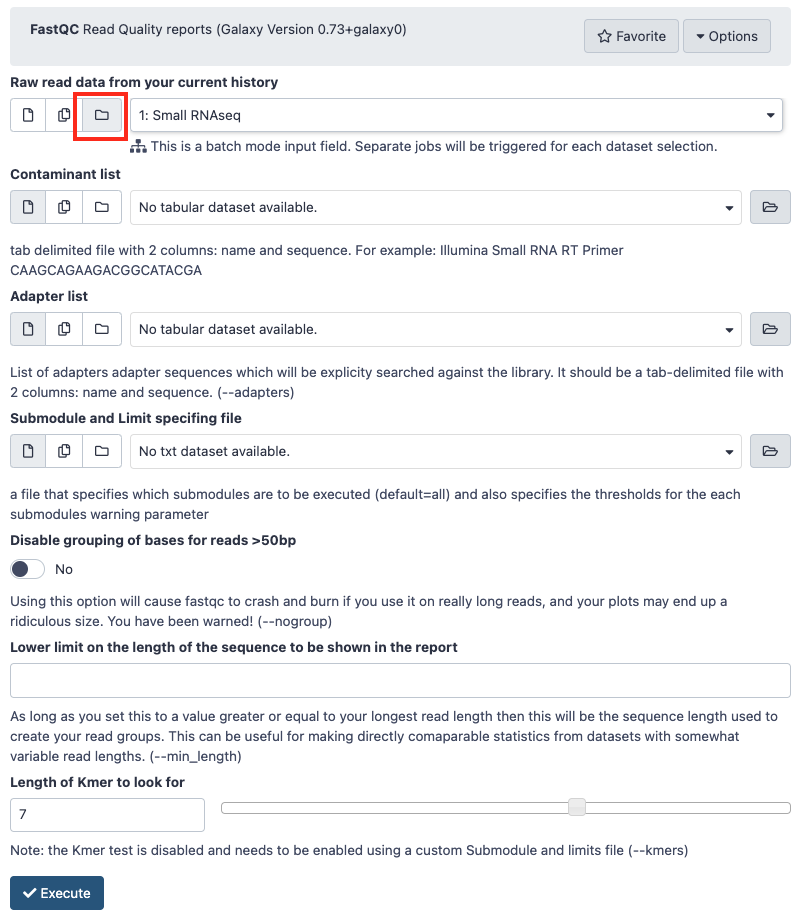 FastQC Read Quality reports (Galaxy Version 0.73+galaxy0)
Favorite
Options
Raw read data from your current history
1: Small RNAseq
This is a batch mode input field. Separate jobs will be triggered for each dataset selection.
Contaminant list
No tabular dataset available.
tab delimited file with 2 columns: name and sequence. For example: Illumina Small RNA RT Primer
CAAGCAGAAGACGGCATACGA
Adapter list
No tabular dataset available.
List of adapters adapter sequences which will be explicity searched against the library. It should be a tab-delimited file with
2 columns: name and sequence. (--adapters)
Submodule and Limit specifing file
No txt dataset available.
a file that specifies which submodules are to be executed (default=all) and also specifies the thresholds for the each
submodules warning parameter
Disable grouping of bases for reads >50bp
No
Using this option will cause fastqc to crash and burn if you use it on really long reads, and your plots may end up a
ridiculous size. You have been warned! (--nogroup)
Lower limit on the length of the sequence to be shown in the report
As long as you set this to a value greater or equal to your longest read length then this will be the sequence length used to
create your read groups. This can be useful for making directly comaparable statistics from datasets with somewhat
variable read lengths. (--min_length)
Length of Kmer to look for
7
Note: the Kmer test is disabled and needs to be enabled using a custom Submodule and limits file (--kmers)
Execute